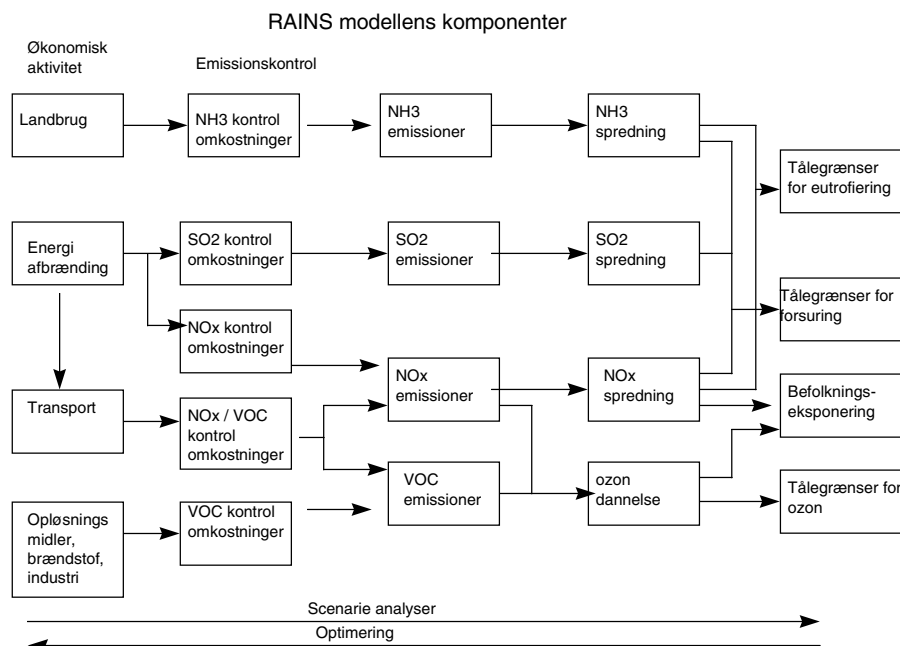 RAINS modellens komponenter
Økonomisk
aktivitet
Emissionskontrol
Landbrug
NH3 kontrol
omkostninger
NH3
emissioner
NH3
spredning
Tålegrænser
for eutrofiering
Energi
afbrænding
SO2 kontrol
omkostninger
SO2
emissioner
SO2
spredning
Tålegrænser for
forsuring
NOx kontrol
omkostninger
NOx
emissioner
NOx
spredning
Befolknings-
eksponering
Transport
NOx / VOC
kontrol
omkostninger
VOC
emissioner
ozon
dannelse
Tålegrænser for
ozon
Opløsnings
midler,
brændstof,
industri
VOC kontrol
omkostninger
Scenarie analyser
Optimering